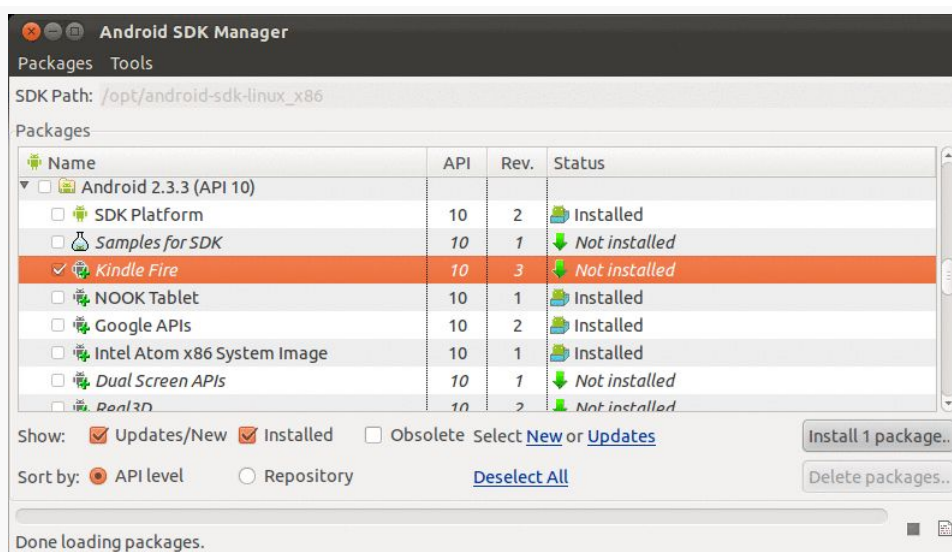 Android SDK Manager
Packages Tools
SDK Path: /opt/android-sdk-linux_x86
Packages
Name API Rev. Status
Android 2.3.3 (API 10)
SDK Platform 10 2 Installed
Samples for SDK 10 1 Not installed
Kindle Fire 10 3 Not installed
NOOK Tablet 10 1 Installed
Google APIs 10 2 Installed
Intel Atom x86 System Image 10 1 Installed
Dual Screen APIs 10 1 Not installed
Real3D 10 2 Not installed
Show: Updates/New Installed Obsolete Select New or Updates Install 1 package..
Sort by: API level Repository Deselect All Delete packages..
Done loading packages.